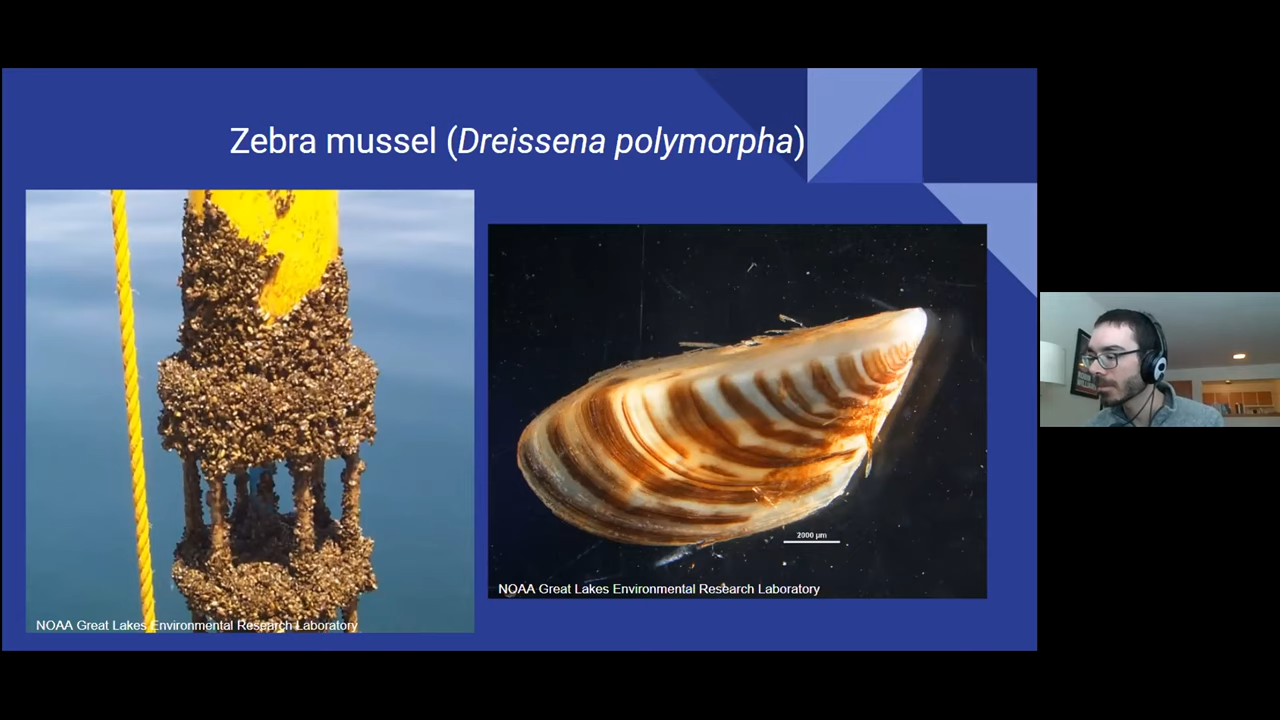 Zebra mussel (Dreissena polymorpha)
2000 µm
NOAA Great Lakes Environmental Research Laboratory
NOAA Great Lakes Environmental Research Laboratory